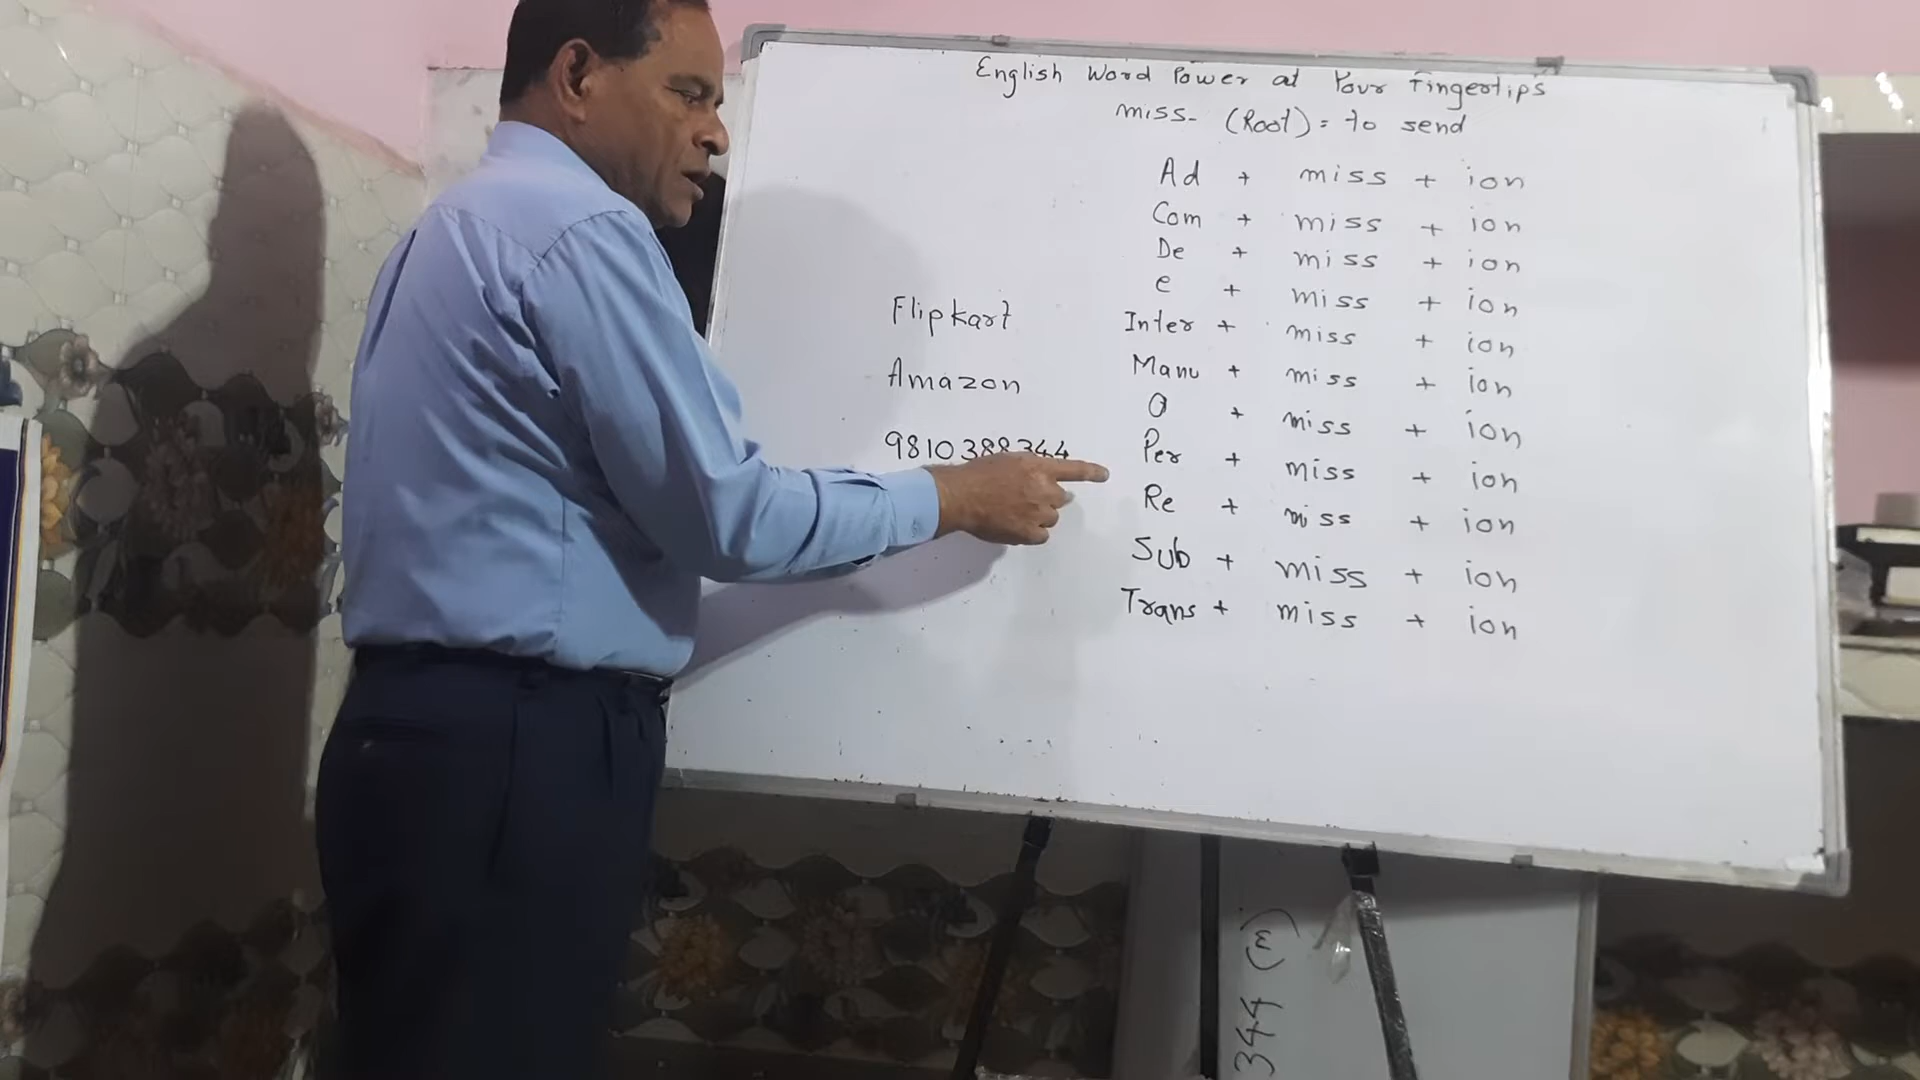 English Word Power at Your Fingertips
miss- (Root) = to send
Ad + miss + ion
Com + miss + ion
De + miss + ion
e + miss + ion
Inter + miss + ion
Manu + miss + ion
O + miss + ion
Per + miss + ion
Re + miss + ion
Sub + miss + ion
Trans + miss + ion
Flipkart
Amazon
9810388344
344 (m)